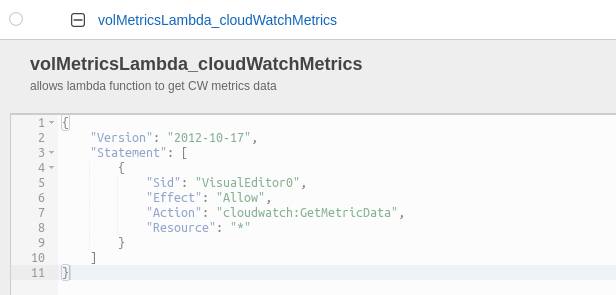 volMetricsLambda_cloudWatchMetrics
volMetricsLambda_cloudWatchMetrics
allows lambda function to get CW metrics data
1 {
2     "Version": "2012-10-17",
3     "Statement": [
4         {
5             "Sid": "VisualEditor0",
6             "Effect": "Allow",
7             "Action": "cloudwatch:GetMetricData",
8             "Resource": "*"
9         }
10     ]
11 }